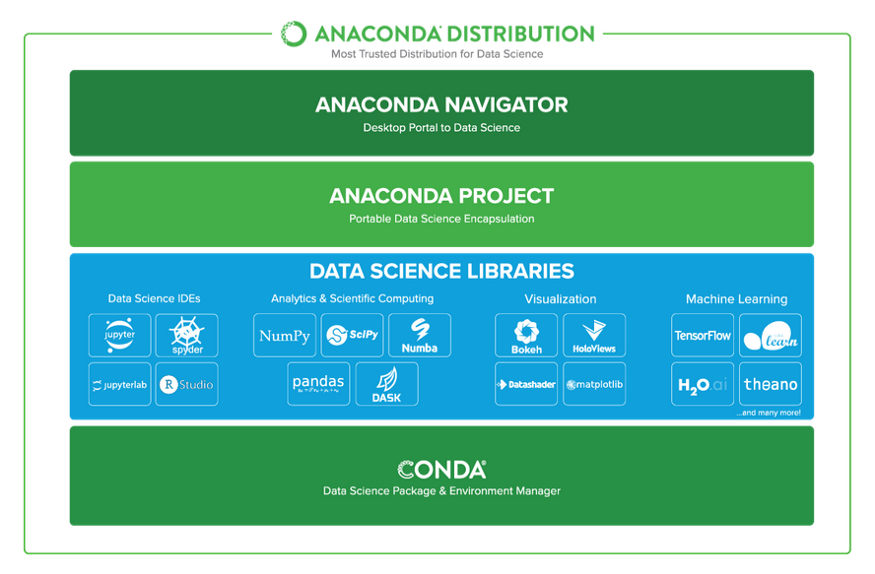 ANACONDA DISTRIBUTION
Most Trusted Distribution for Data Science
ANACONDA NAVIGATOR
Desktop Portal to Data Science
ANACONDA PROJECT
Portable Data Science Encapsulation
DATA SCIENCE LIBRARIES
Data Science IDEs
jupyter
spyder
jupyterlab
R Studio
Analytics & Scientific Computing
NumPy
SciPy
Numba
pandas
DASK
Visualization
Bokeh
HoloViews
Datashader
matplotlib
Machine Learning
TensorFlow
learn
H2O.ai
theano
...and many more!
CONDA®
Data Science Package & Environment Manager